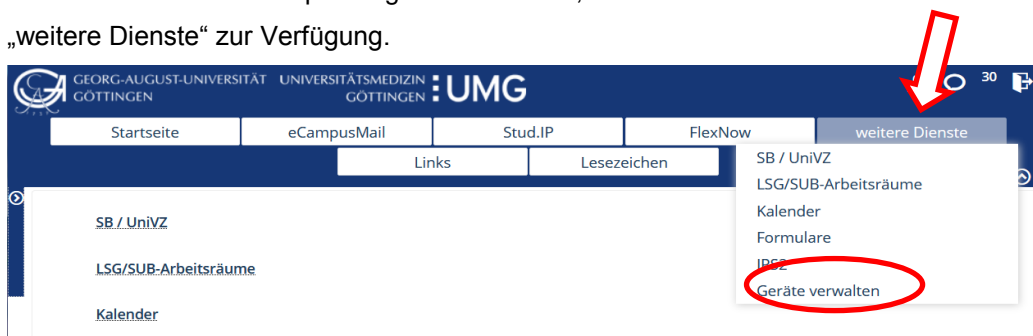 „weitere Dienste“ zur Verfügung.
GEORG-AUGUST-UNIVERSITÄT
GÖTTINGEN
UNIVERSITÄTSMEDIZIN
GÖTTINGEN
:UMG
30
Startseite
eCampusMail
Stud.IP
FlexNow
weitere Dienste
Links
Lesezeichen
SB / UniVZ
LSG/SUB-Arbeitsräume
Kalender
Formulare
Geräte verwalten
SB / UniVZ
LSG/SUB-Arbeitsräume
Kalender